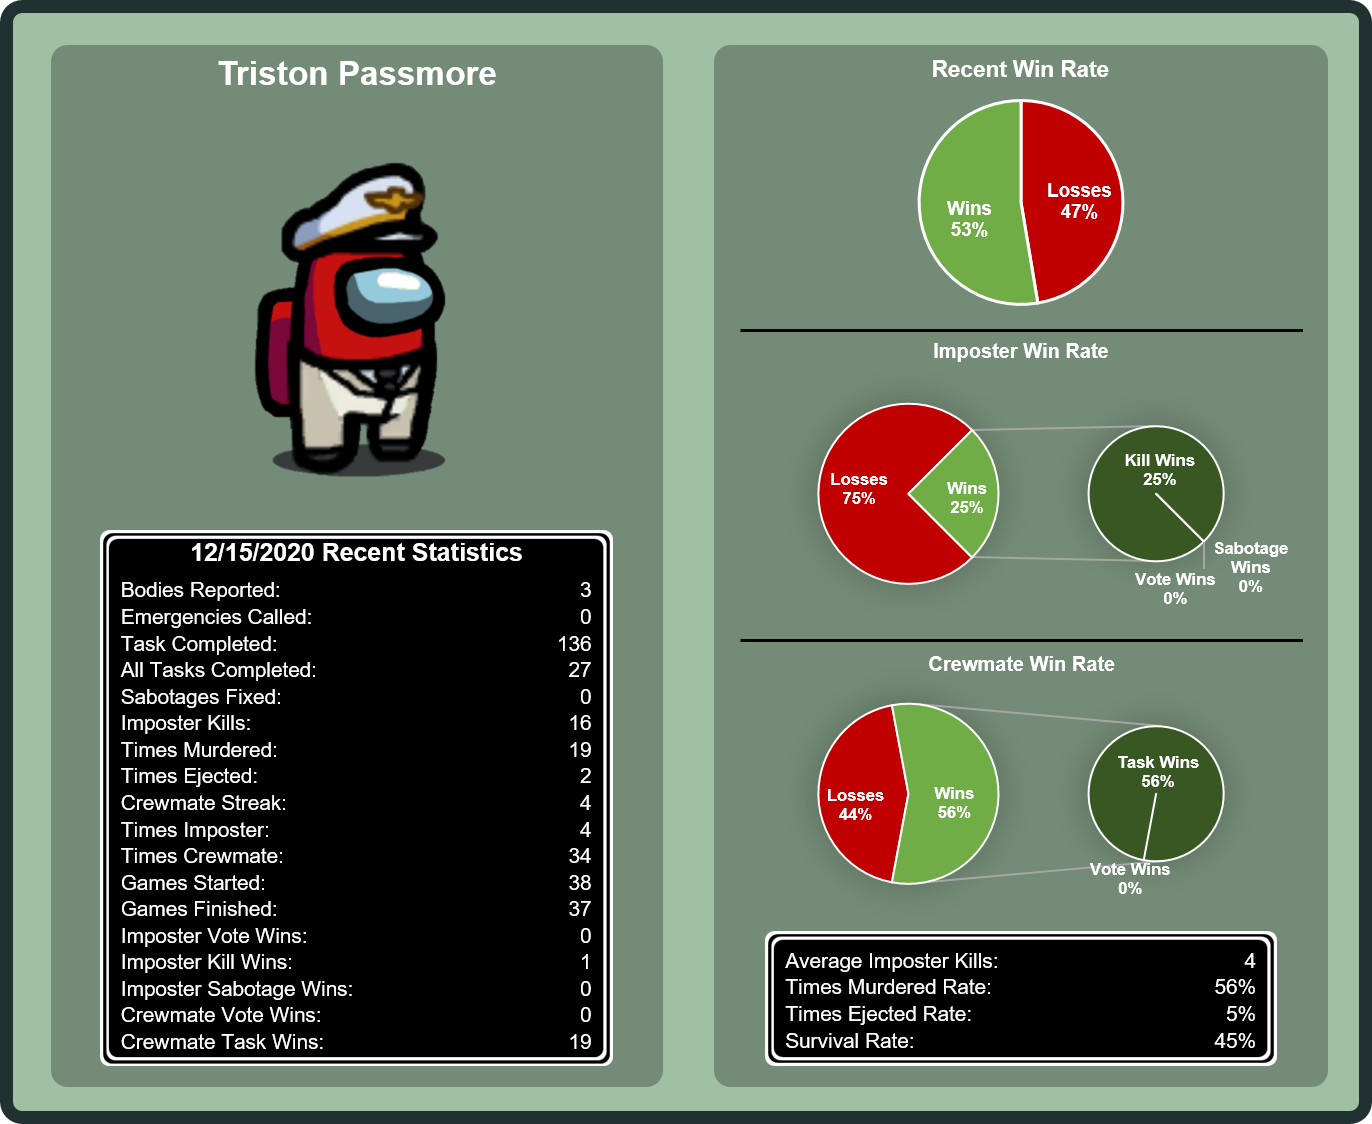 Triston Passmore
12/15/2020 Recent Statistics
Bodies Reported: 3
Emergencies Called: 0
Task Completed: 136
All Tasks Completed: 27
Sabotages Fixed: 0
Imposter Kills: 16
Times Murdered: 19
Times Ejected: 2
Crewmate Streak: 4
Times Imposter: 4
Times Crewmate: 34
Games Started: 38
Games Finished: 37
Imposter Vote Wins: 0
Imposter Kill Wins: 1
Imposter Sabotage Wins: 0
Crewmate Vote Wins: 0
Crewmate Task Wins: 19
Recent Win Rate
Wins
53%
Losses
47%
Imposter Win Rate
Losses
75%
Wins
25%
Kill Wins
25%
Vote Wins
0%
Sabotage
Wins
0%
Crewmate Win Rate
Losses
44%
Wins
56%
Task Wins
56%
Vote Wins
0%
Average Imposter Kills: 4
Times Murdered Rate: 56%
Times Ejected Rate: 5%
Survival Rate: 45%